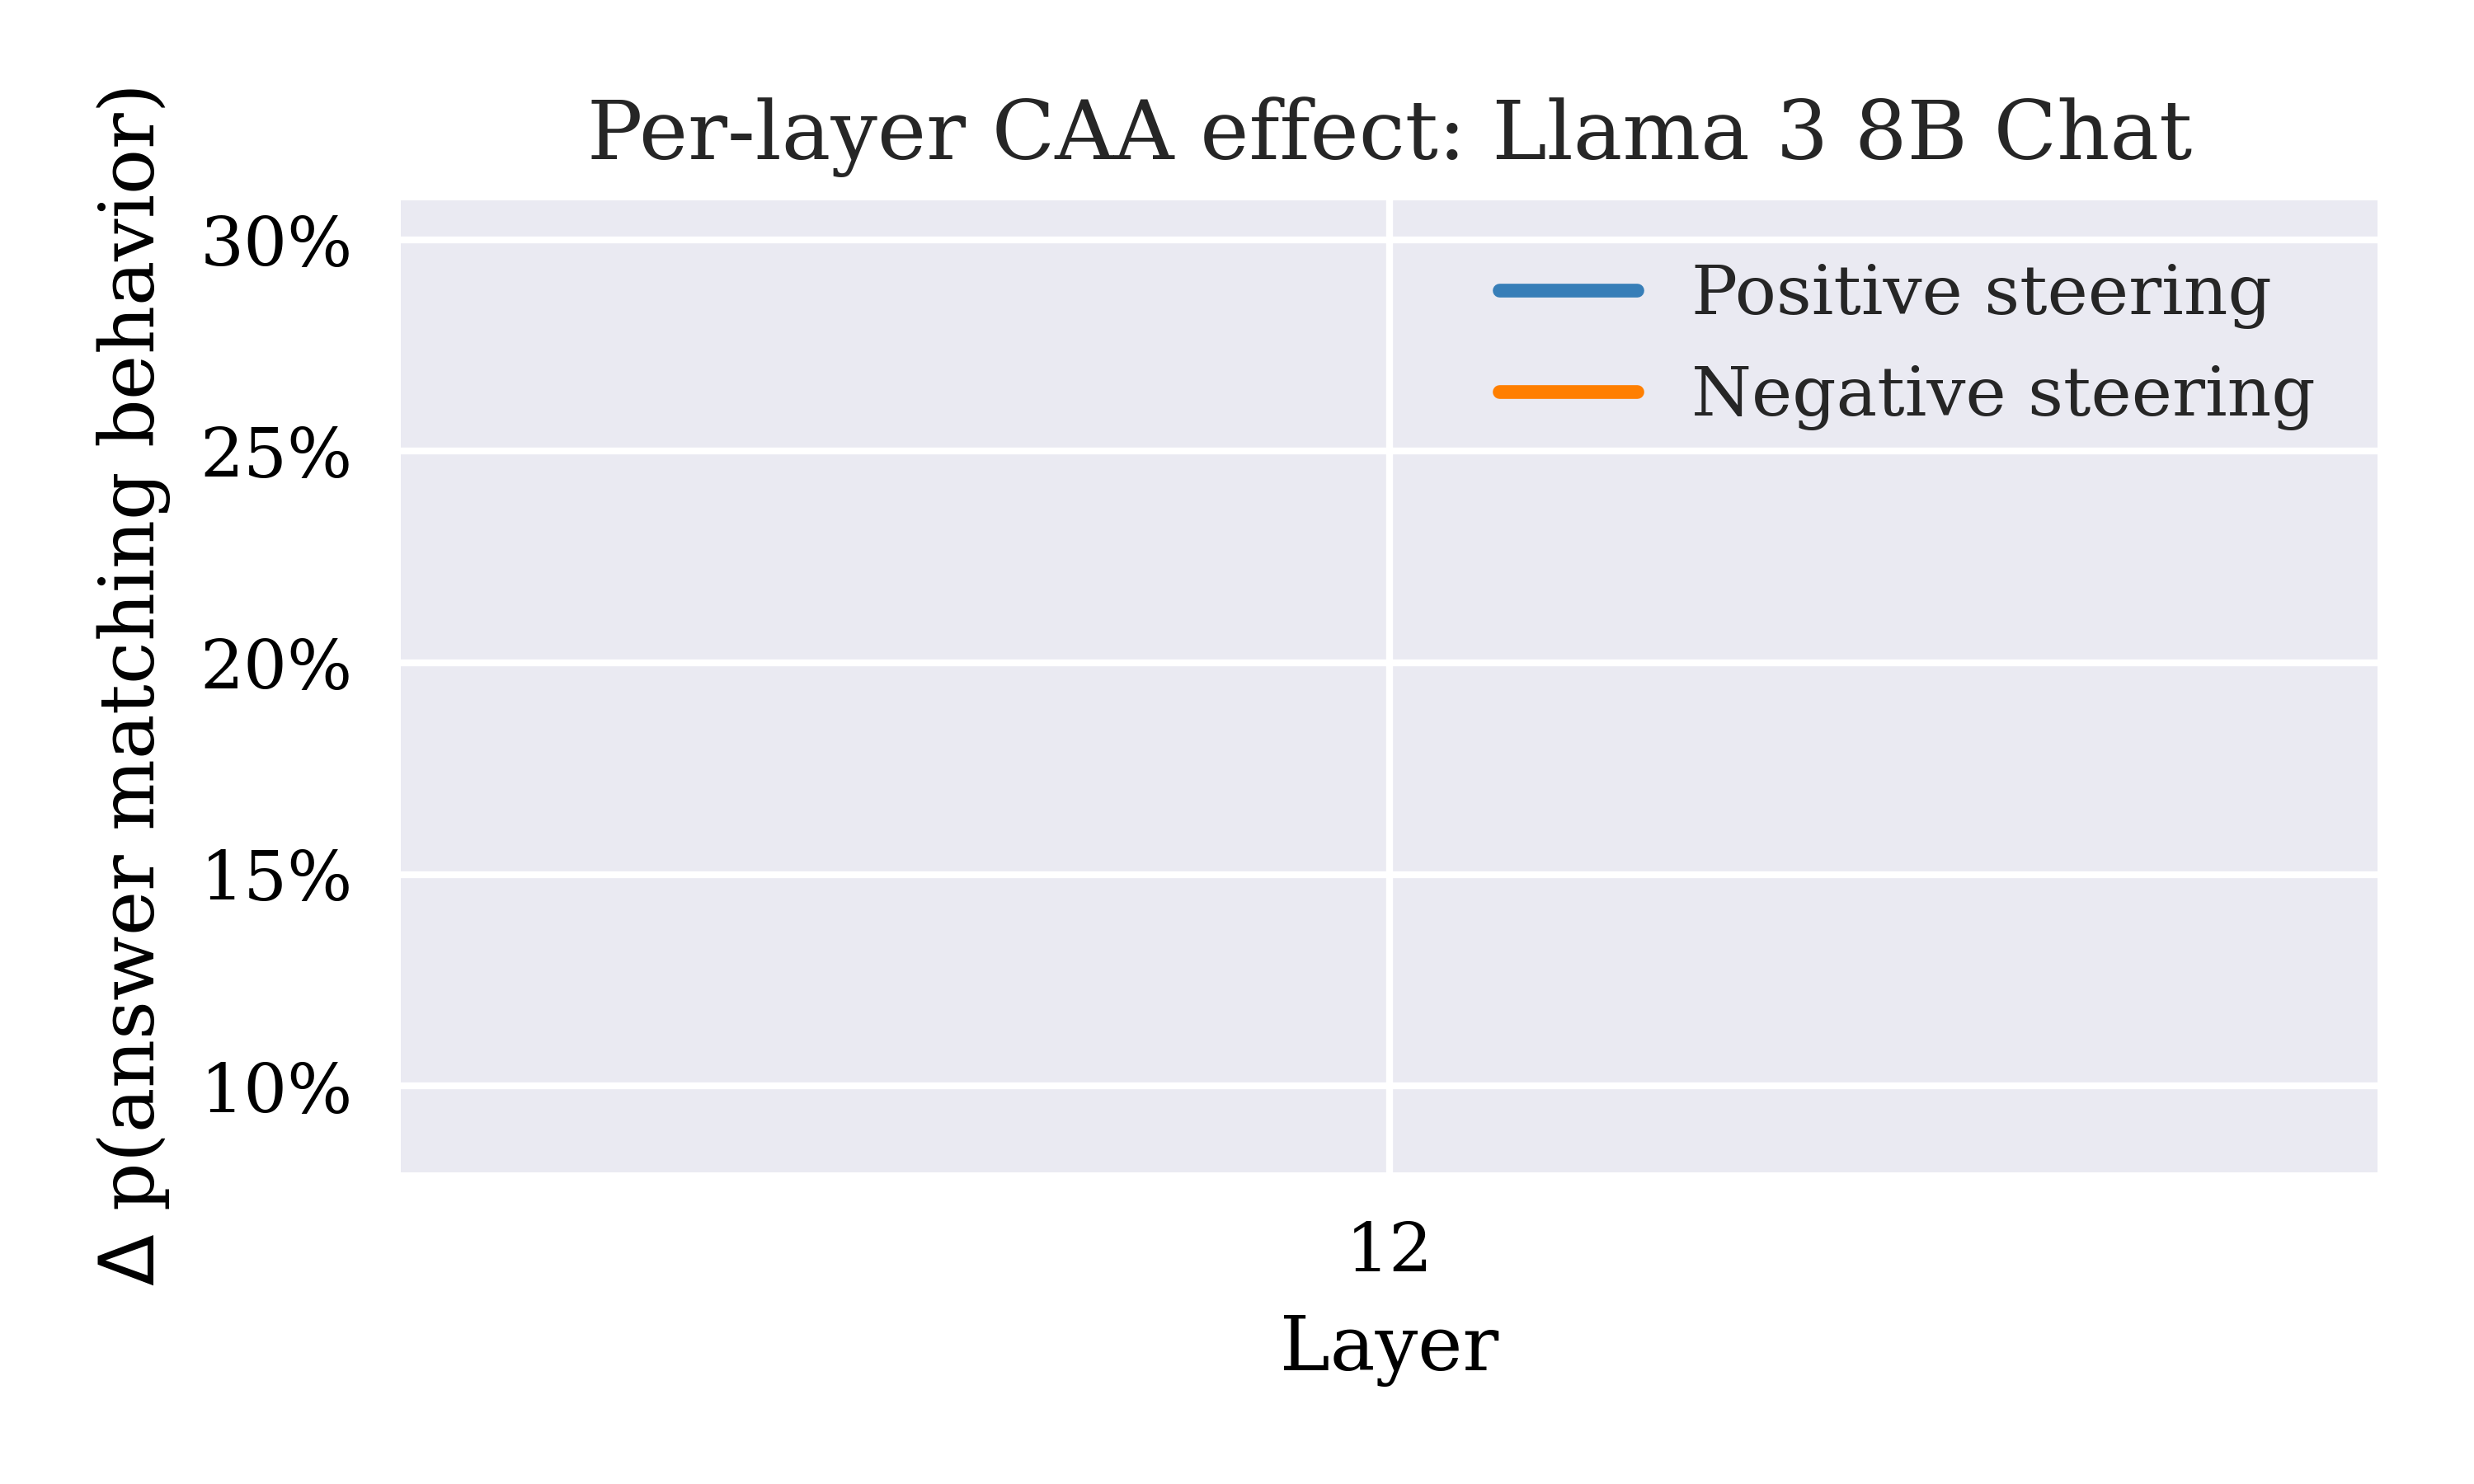 Per-layer CAA effect: Llama 3 8B Chat
Δ p(answer matching behavior)
30%
25%
20%
15%
10%
Positive steering
Negative steering
12
Layer